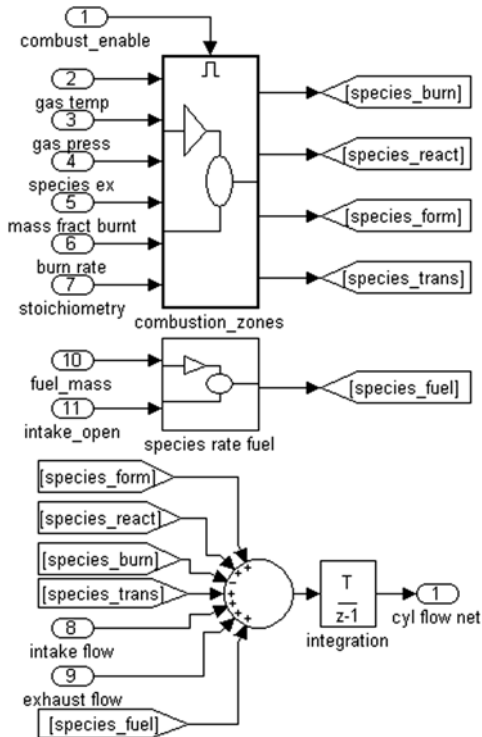 1
combust_enable
2
gas temp
3
gas press
4
species ex
5
mass fract burnt
6
burn rate
7
stoichiometry
combustion_zones
[species_burn]
[species_react]
[species_form]
[species_trans]
10
fuel_mass
11
intake_open
species rate fuel
[species_fuel]
[species_form]
[species_react]
[species_burn]
[species_trans]
8
intake flow
9
exhaust flow
[species_fuel]
+
+
−
+
+
+
+
T
z-1
integration
1
cyl flow net